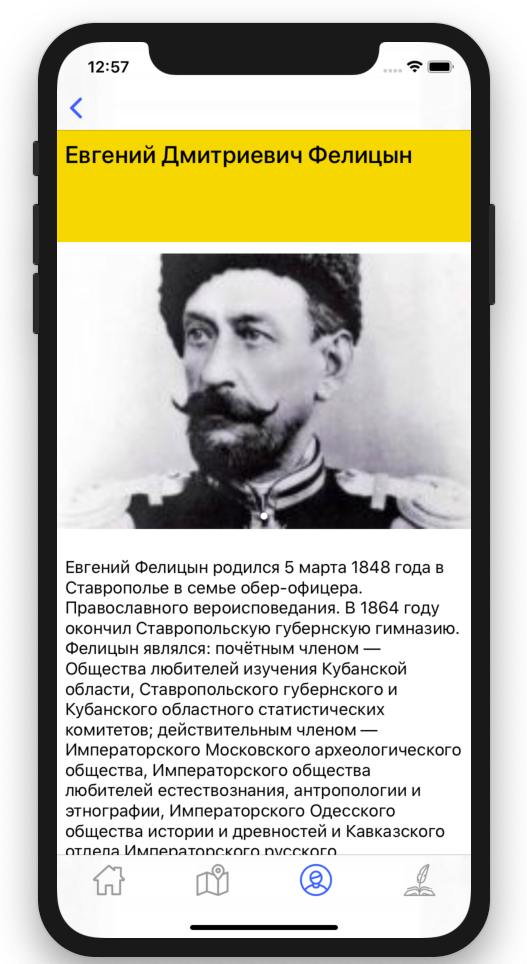 12:57
Евгений Дмитриевич Фелицын
Евгений Фелицын родился 5 марта 1848 года в
Ставрополье в семье обер-офицера.
Православного вероисповедания. В 1864 году
окончил Ставропольскую губернскую гимназию.
Фелицын являлся: почётным членом —
Общества любителей изучения Кубанской
области, Ставропольского губернского и
Кубанского областного статистических
комитетов; действительным членом —
Императорского Московского археологического
общества, Императорского общества
любителей естествознания, антропологии и
этнографии, Императорского Одесского
общества истории и древностей и Кавказского
отдела Императорского русского